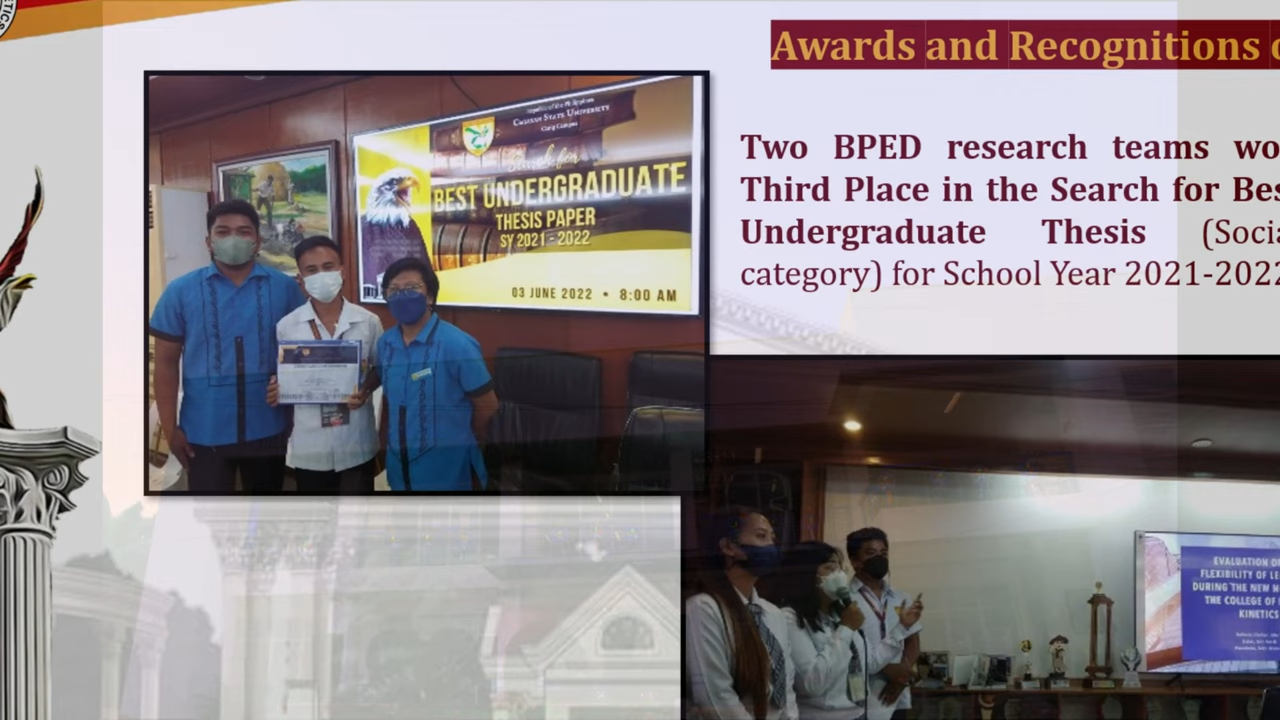 Awards and Recognitions
Two BPED research teams wo
Third Place in the Search for Bes
Undergraduate Thesis (Socia
category) for School Year 2021-2022
Republic of the Philippines
CAGAYAN STATE UNIVERSITY
Search for
BEST UNDERGRADUATE
THESIS PAPER
SY 2021 - 2022
03 JUNE 2022 • 8:00 AM
EVALUATION O
FLEXIBILITY OF LE
DURING THE NEW N
THE COLLEGE OF
KINETICS